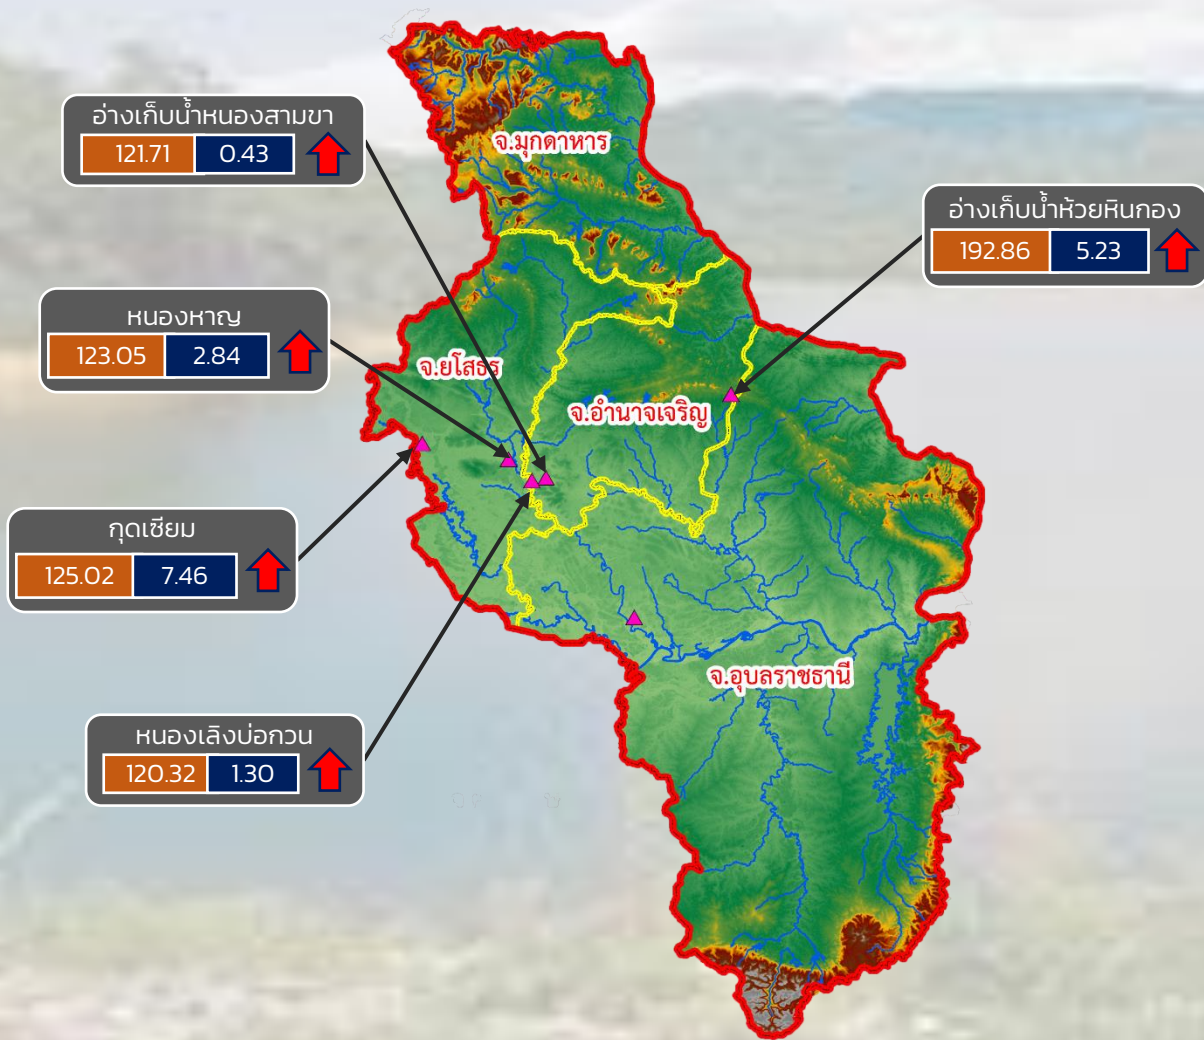 อ่างเก็บน้ำหนองสามขา
121.71 0.43
จ.มุกดาหาร
อ่างเก็บน้ำห้วยหินกอง
192.86 5.23
หนองหาญ
123.05 2.84
จ.ยโสธร
จ.อำนาจเจริญ
กุดเชียม
125.02 7.46
จ.อุบลราชธานี
หนองเลิงบ่อกวน
120.32 1.30